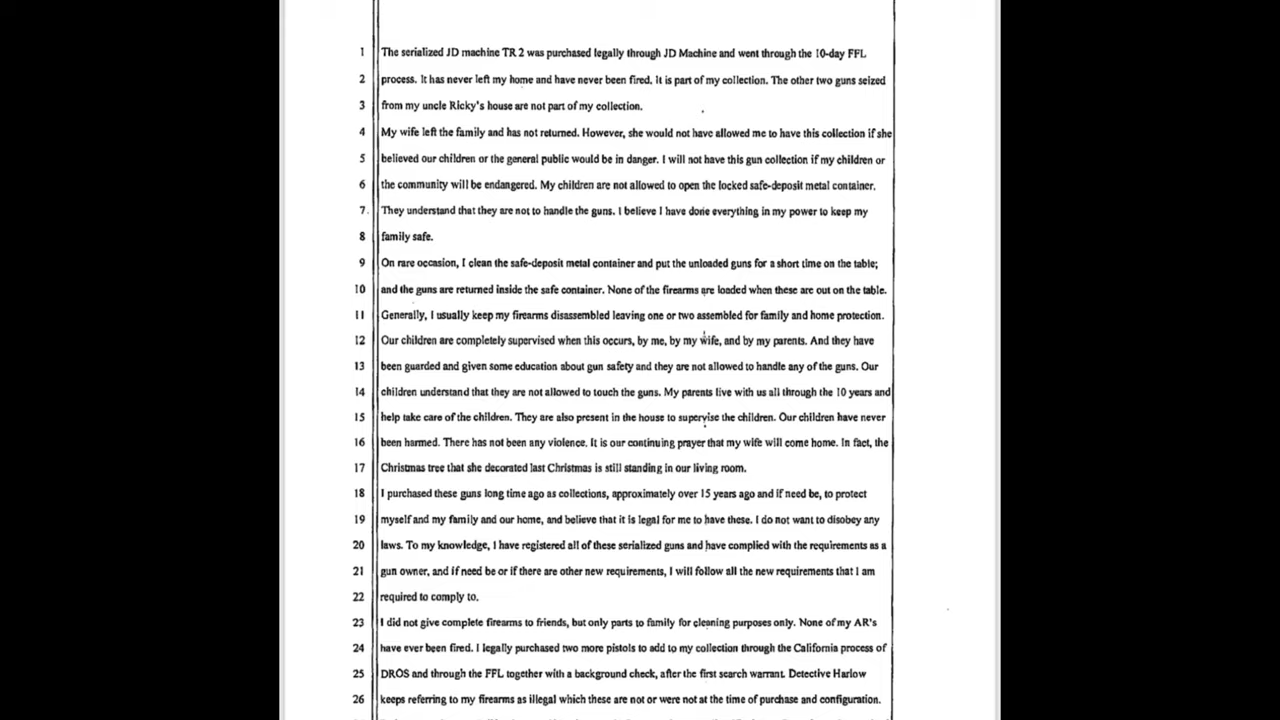 1 The serialized JD machine TR 2 was purchased legally through JD Machine and went through the 10-day FFL
2 process. It has never left my home and have never been fired. It is part of my collection. The other two guns seized
3 from my uncle Ricky's house are not part of my collection.
4 My wife left the family and has not returned. However, she would not have allowed me to have this collection if she
5 believed our children or the general public would be in danger. I will not have this gun collection if my children or
6 the community will be endangered. My children are not allowed to open the locked safe-deposit metal container.
7 They understand that they are not to handle the guns. I believe I have done everything in my power to keep my
8 family safe.
9 On rare occasion, I clean the safe-deposit metal container and put the unloaded guns for a short time on the table;
10 and the guns are returned inside the safe container. None of the firearms are loaded when these are out on the table.
11 Generally, I usually keep my firearms disassembled leaving one or two assembled for family and home protection.
12 Our children are completely supervised when this occurs, by me, by my wife, and by my parents. And they have
13 been guarded and given some education about gun safety and they are not allowed to handle any of the guns. Our
14 children understand that they are not allowed to touch the guns. My parents live with us all through the 10 years and
15 help take care of the children. They are also present in the house to supervise the children. Our children have never
16 been harmed. There has not been any violence. It is our continuing prayer that my wife will come home. In fact, the
17 Christmas tree that she decorated last Christmas is still standing in our living room.
18 I purchased these guns long time ago as collections, approximately over 15 years ago and if need be, to protect
19 myself and my family and our home, and believe that it is legal for me to have these. I do not want to disobey any
20 laws. To my knowledge, I have registered all of these serialized guns and have complied with the requirements as a
21 gun owner, and if need be or if there are other new requirements, I will follow all the new requirements that I am
22 required to comply to.
23 I did not give complete firearms to friends, but only parts to family for cleaning purposes only. None of my AR's
24 have ever been fired. I legally purchased two more pistols to add to my collection through the California process of
25 DROS and through the FFL together with a background check, after the first search warrant. Detective Harlow
26 keeps referring to my firearms as illegal which these are not or were not at the time of purchase and configuration.